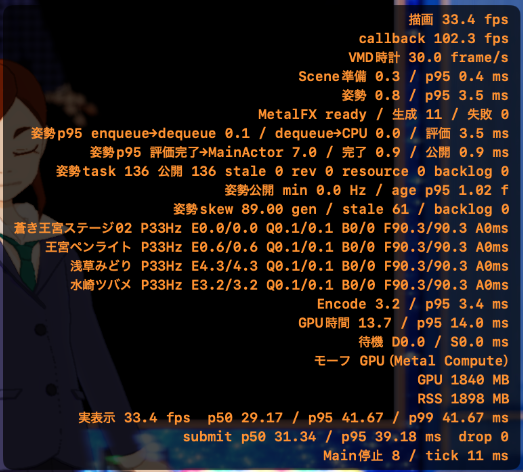 描画 33.4 fps
callback 102.3 fps
VMD時計 30.0 frame/s
Scene準備 0.3 / p95 0.4 ms
姿勢 0.8 / p95 3.5 ms
MetalFX ready / 生成 11 / 失敗 0
姿勢p95 enqueue→dequeue 0.1 / dequeue→CPU 0.0 / 評価 3.5 ms
姿勢p95 評価完了→MainActor 7.0 / 完了 0.9 / 公開 0.9 ms
姿勢task 136 公開 136 stale 0 rev 0 resource 0 backlog 0
姿勢公開 min 0.0 Hz / age p95 1.02 f
姿勢skew 89.00 gen / stale 61 / backlog 0
蒼き王宮ステージ02 P33Hz E0.0/0.0 Q0.1/0.1 B0/0 F90.3/90.3 A0ms
王宮ペンライト P33Hz E0.6/0.6 Q0.1/0.1 B0/0 F90.3/90.3 A0ms
浅草みどり P33Hz E4.3/4.3 Q0.1/0.1 B0/0 F90.3/90.3 A0ms
水崎ツバメ P33Hz E3.2/3.2 Q0.1/0.1 B0/0 F90.3/90.3 A0ms
Encode 3.2 / p95 3.4 ms
GPU時間 13.7 / p95 14.0 ms
待機 D0.0 / S0.0 ms
モーフ GPU(Metal Compute)
GPU 1840 MB
RSS 1898 MB
実表示 33.4 fps p50 29.17 / p95 41.67 / p99 41.67 ms
submit p50 31.34 / p95 39.18 ms drop 0
Main停止 8 / tick 11 ms